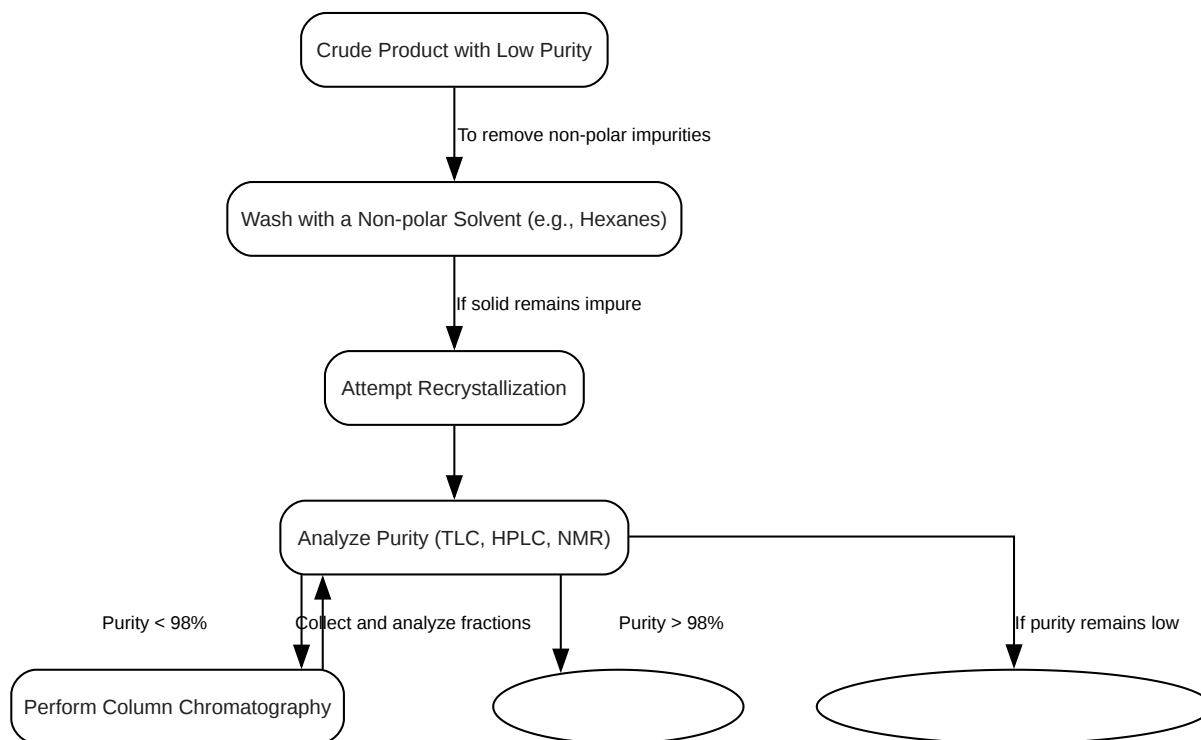 Crude Product with Low Purity
To remove non-polar impurities
Wash with a Non-polar Solvent (e.g., Hexanes)
If solid remains impure
Attempt Recrystallization
Analyze Purity (TLC, HPLC, NMR)
Purity < 98%
Collect and analyze fractions
Purity > 98%
If purity remains low
Perform Column Chromatography